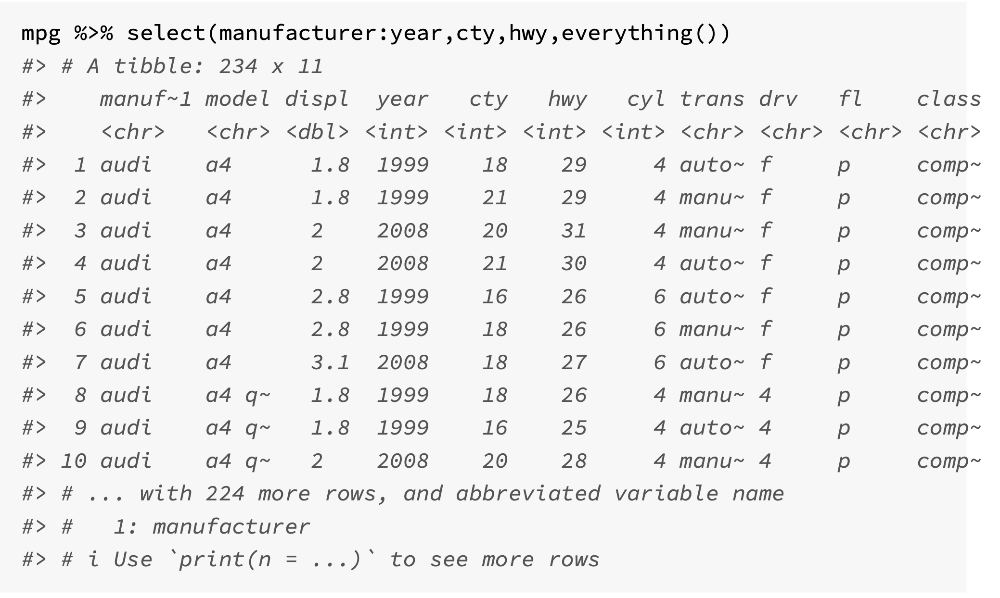 mpg %>% select(manufacturer:year,cty,hwy,everything())
#> # A tibble: 234 x 11
#>    manuf~1 model displ  year   cty   hwy   cyl trans drv   fl    class
#>    <chr>   <chr> <dbl> <int> <int> <int> <int> <chr> <chr> <chr> <chr>
#>  1 audi    a4      1.8  1999    18    29     4 auto~ f     p     comp~
#>  2 audi    a4      1.8  1999    21    29     4 manu~ f     p     comp~
#>  3 audi    a4      2    2008    20    31     4 manu~ f     p     comp~
#>  4 audi    a4      2    2008    21    30     4 auto~ f     p     comp~
#>  5 audi    a4      2.8  1999    16    26     6 auto~ f     p     comp~
#>  6 audi    a4      2.8  1999    18    26     6 manu~ f     p     comp~
#>  7 audi    a4      3.1  2008    18    27     6 auto~ f     p     comp~
#>  8 audi    a4 q~   1.8  1999    18    26     4 manu~ 4     p     comp~
#>  9 audi    a4 q~   1.8  1999    16    25     4 auto~ 4     p     comp~
#> 10 audi    a4 q~   2    2008    20    28     4 manu~ 4     p     comp~
#> # ... with 224 more rows, and abbreviated variable name
#> #   1: manufacturer
#> # i Use `print(n = ...)` to see more rows